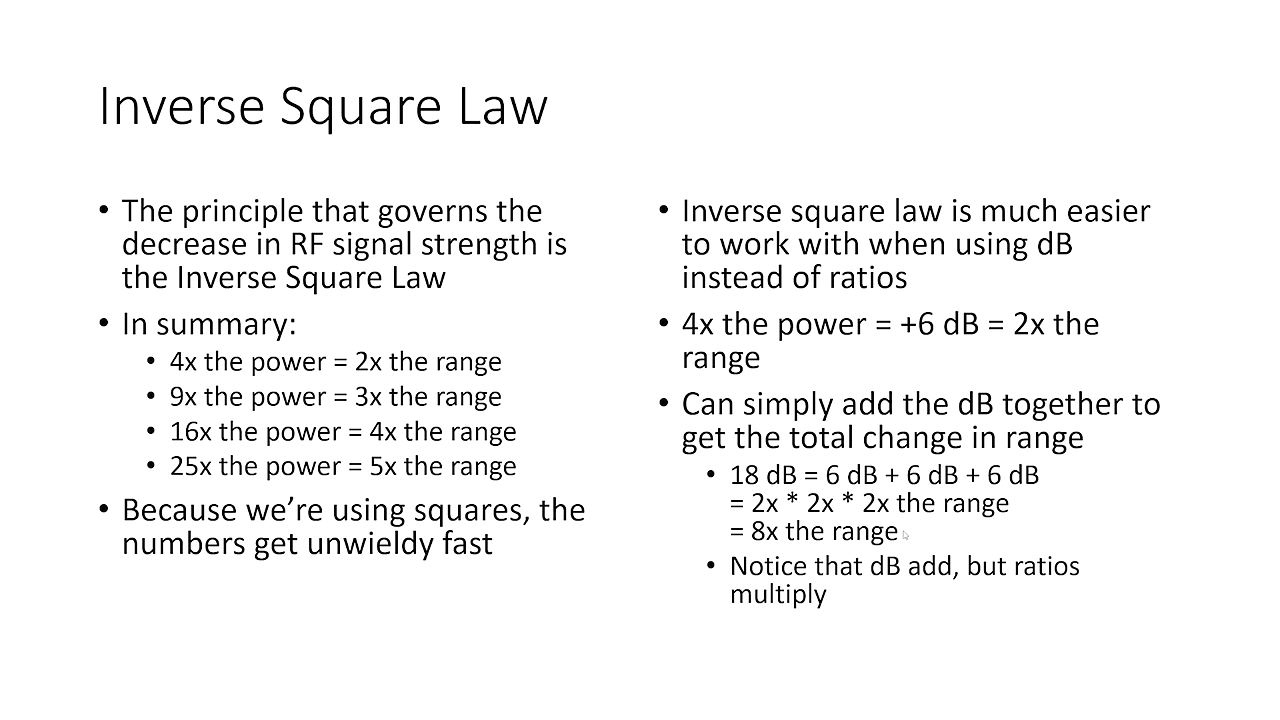 Inverse Square Law
• The principle that governs the
decrease in RF signal strength is
the Inverse Square Law
• In summary:
• 4x the power = 2x the range
• 9x the power = 3x the range
• 16x the power = 4x the range
• 25x the power = 5x the range
• Because we’re using squares, the
numbers get unwieldy fast
• Inverse square law is much easier
to work with when using dB
instead of ratios
• 4x the power = +6 dB = 2x the
range
• Can simply add the dB together to
get the total change in range
• 18 dB = 6 dB + 6 dB + 6 dB
= 2x * 2x * 2x the range
= 8x the range
• Notice that dB add, but ratios
multiply